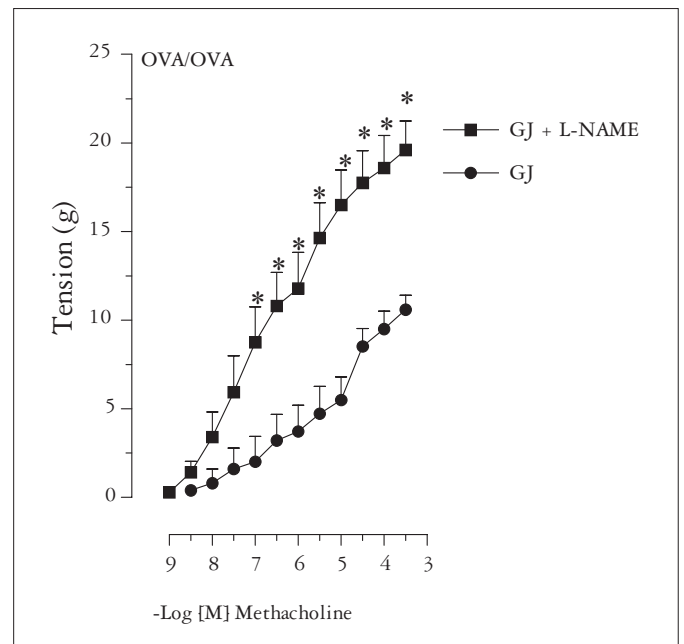 25
OVA/OVA
20
15
10
5
0
Tension (g)
* * * * * * * *
GJ + L-NAME
GJ
9 8 7 6 5 4 3
-Log [M] Methacholine